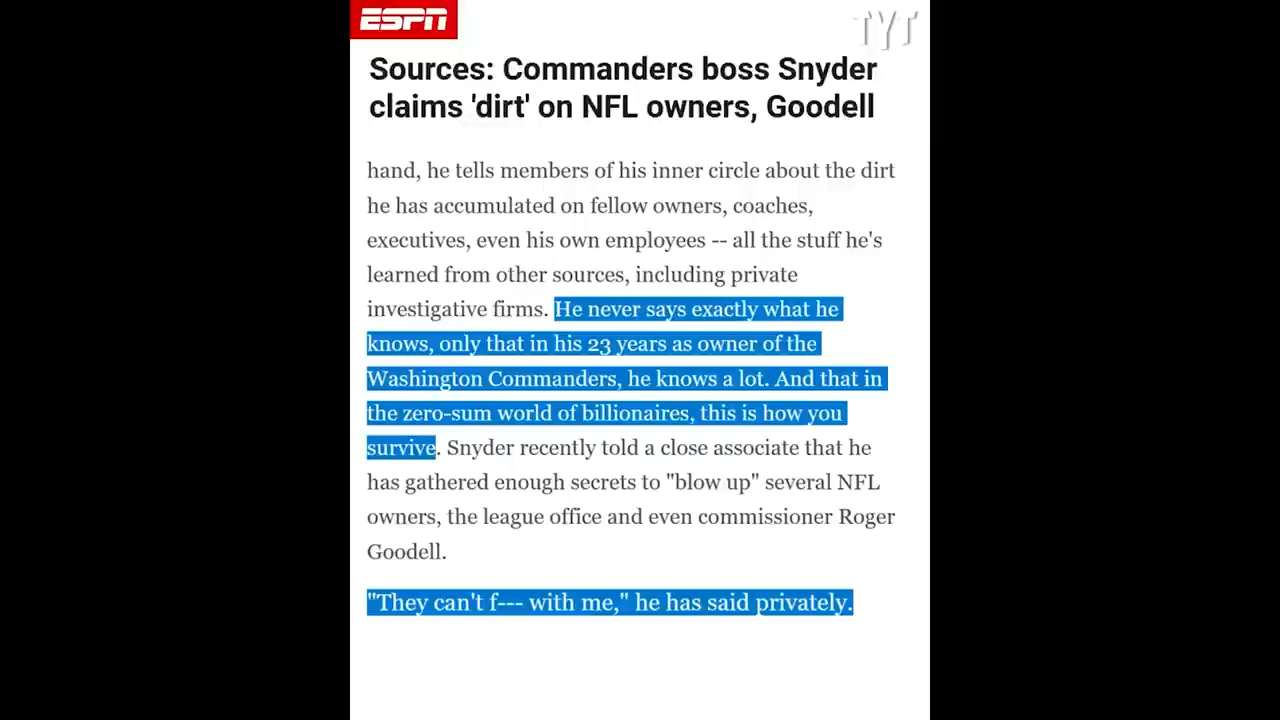 ESPN
TYT
Sources: Commanders boss Snyder
claims 'dirt' on NFL owners, Goodell
hand, he tells members of his inner circle about the dirt
he has accumulated on fellow owners, coaches,
executives, even his own employees -- all the stuff he's
learned from other sources, including private
investigative firms. He never says exactly what he
knows, only that in his 23 years as owner of the
Washington Commanders, he knows a lot. And that in
the zero-sum world of billionaires, this is how you
survive. Snyder recently told a close associate that he
has gathered enough secrets to "blow up" several NFL
owners, the league office and even commissioner Roger
Goodell.
"They can't f--- with me," he has said privately.